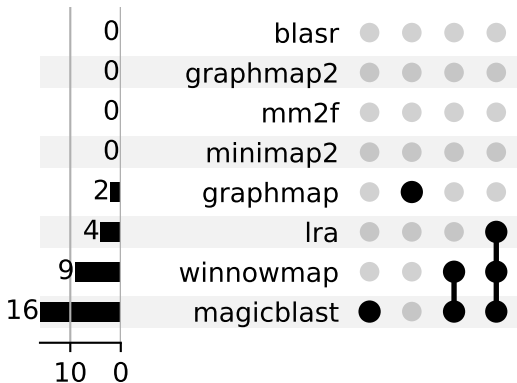 0 blasr
0 graphmap2
0 mm2f
0 minimap2
2 graphmap
4 lra
9 winnowmap
16 magicblast
10 0